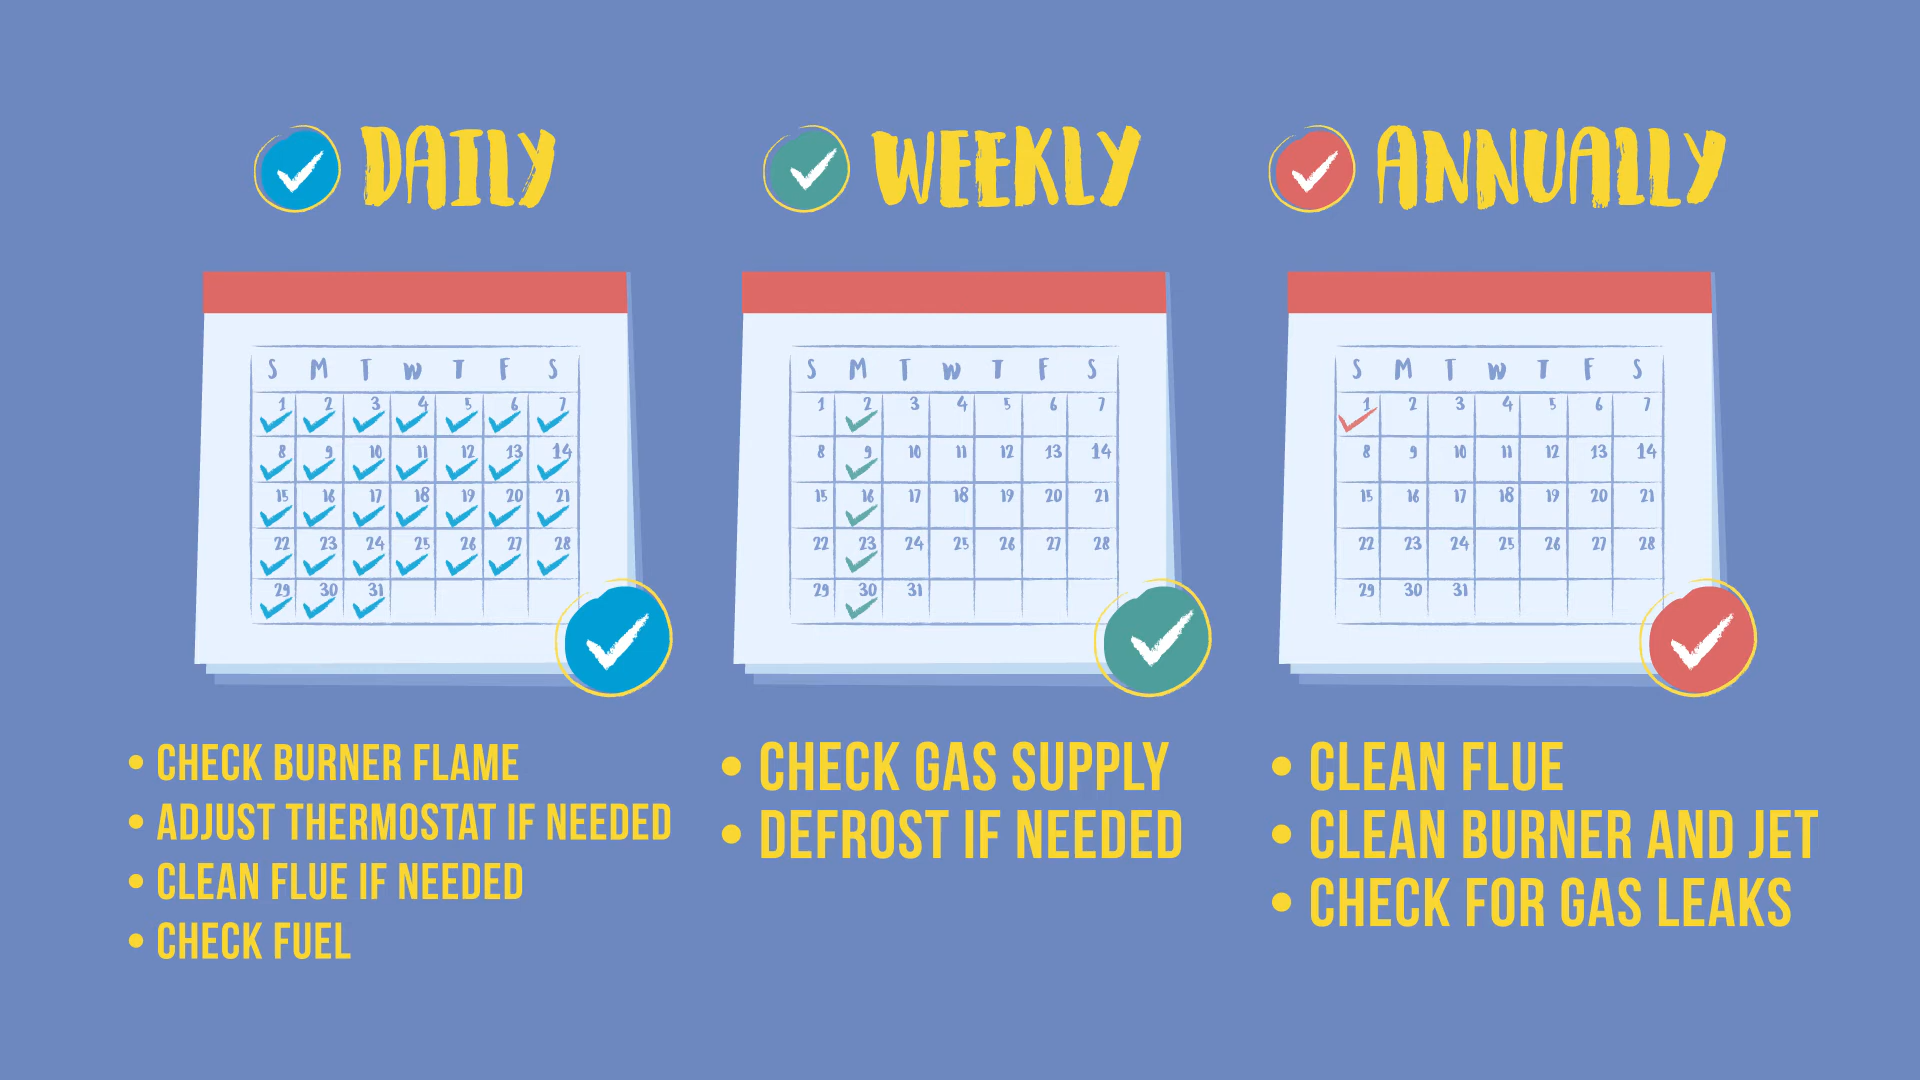 DAILY
S M T W T F S
1 2 3 4 5 6 7
8 9 10 11 12 13 14
15 16 17 18 19 20 21
22 23 24 25 26 27 28
29 30 31
• CHECK BURNER FLAME
• ADJUST THERMOSTAT IF NEEDED
• CLEAN FLUE IF NEEDED
• CHECK FUEL
WEEKLY
S M T W T F S
1 2 3 4 5 6 7
8 9 10 11 12 13 14
15 16 17 18 19 20 21
22 23 24 25 26 27 28
29 30 31
• CHECK GAS SUPPLY
• DEFROST IF NEEDED
ANNUALLY
S M T W T F S
1 2 3 4 5 6 7
8 9 10 11 12 13 14
15 16 17 18 19 20 21
22 23 24 25 26 27 28
29 30 31
• CLEAN FLUE
• CLEAN BURNER AND JET
• CHECK FOR GAS LEAKS